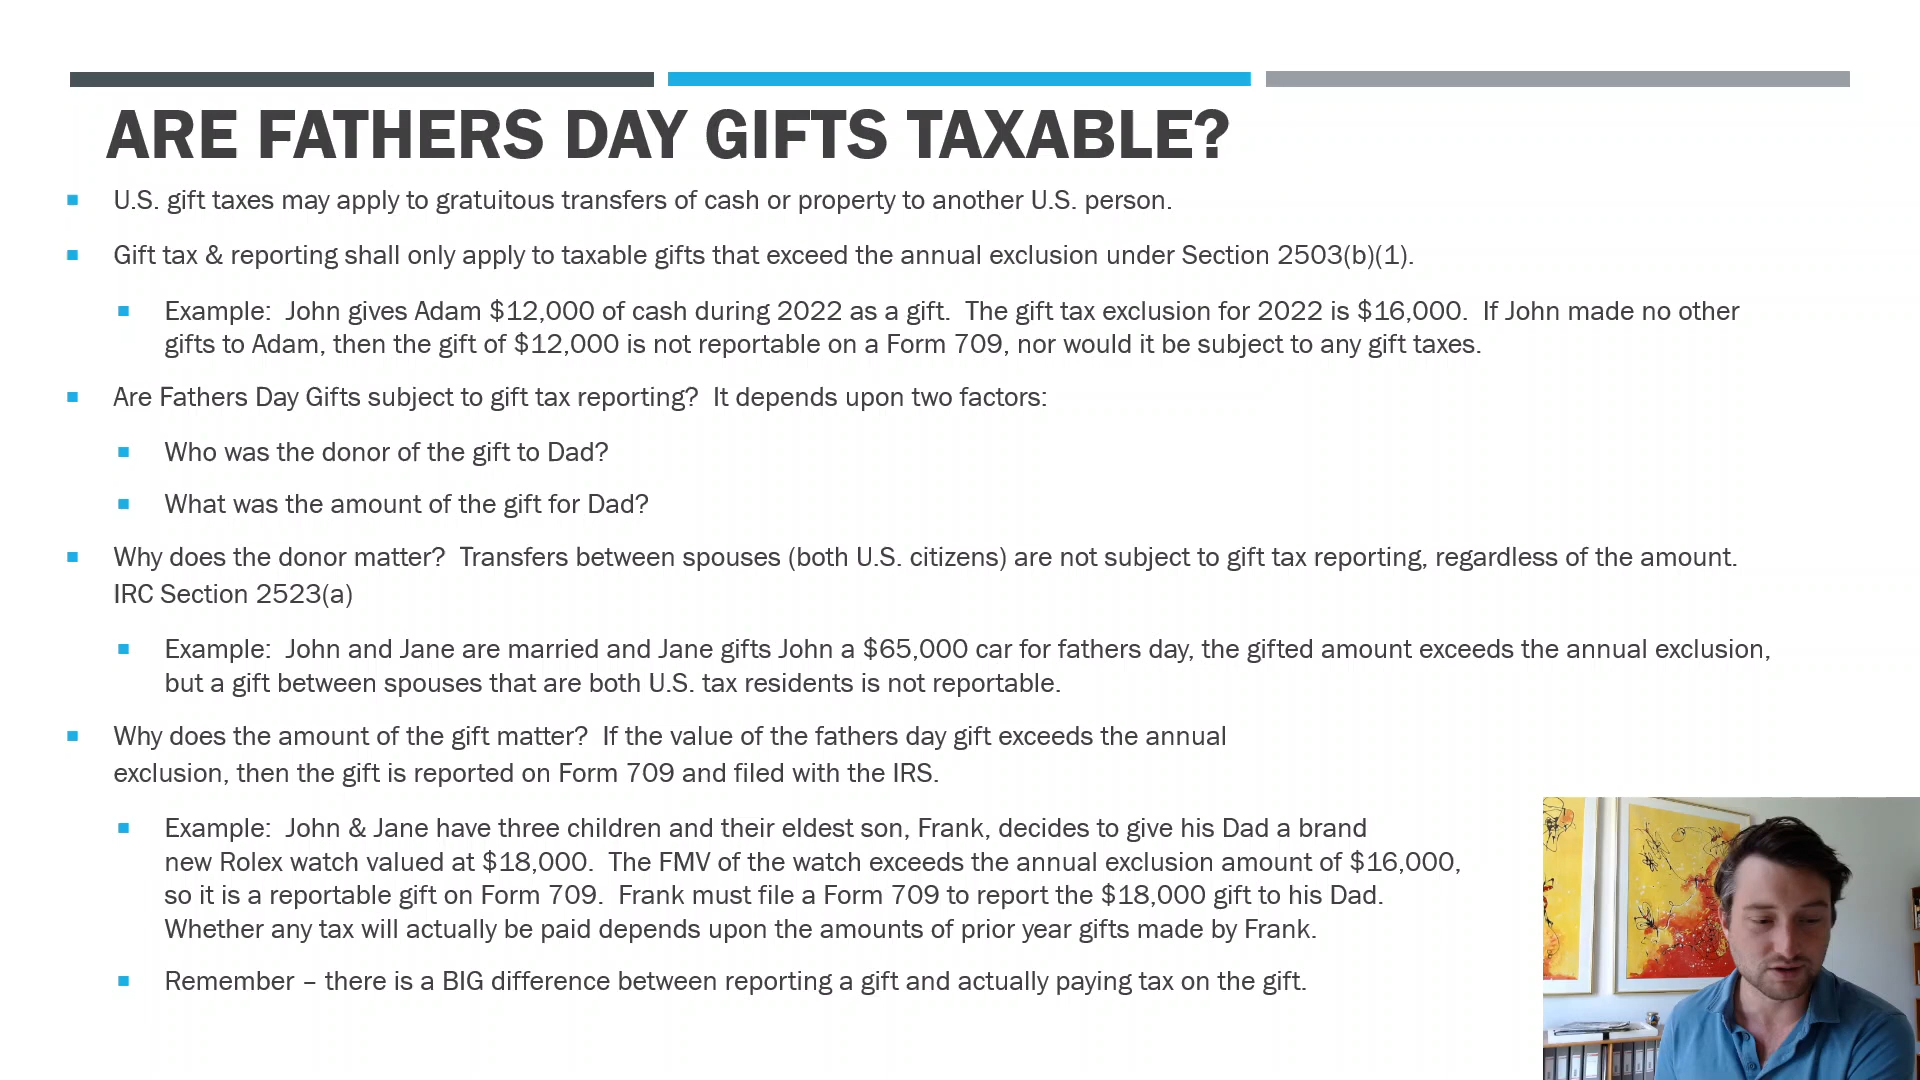 ARE FATHERS DAY GIFTS TAXABLE?
U.S. gift taxes may apply to gratuitous transfers of cash or property to another U.S. person.
Gift tax & reporting shall only apply to taxable gifts that exceed the annual exclusion under Section 2503(b)(1).
Example:  John gives Adam $12,000 of cash during 2022 as a gift.  The gift tax exclusion for 2022 is $16,000.  If John made no other
gifts to Adam, then the gift of $12,000 is not reportable on a Form 709, nor would it be subject to any gift taxes.
Are Fathers Day Gifts subject to gift tax reporting?  It depends upon two factors:
Who was the donor of the gift to Dad?
What was the amount of the gift for Dad?
Why does the donor matter?  Transfers between spouses (both U.S. citizens) are not subject to gift tax reporting, regardless of the amount.
IRC Section 2523(a)
Example:  John and Jane are married and Jane gifts John a $65,000 car for fathers day, the gifted amount exceeds the annual exclusion,
but a gift between spouses that are both U.S. tax residents is not reportable.
Why does the amount of the gift matter?  If the value of the fathers day gift exceeds the annual
exclusion, then the gift is reported on Form 709 and filed with the IRS.
Example:  John & Jane have three children and their eldest son, Frank, decides to give his Dad a brand
new Rolex watch valued at $18,000.  The FMV of the watch exceeds the annual exclusion amount of $16,000,
so it is a reportable gift on Form 709.  Frank must file a Form 709 to report the $18,000 gift to his Dad.
Whether any tax will actually be paid depends upon the amounts of prior year gifts made by Frank.
Remember – there is a BIG difference between reporting a gift and actually paying tax on the gift.